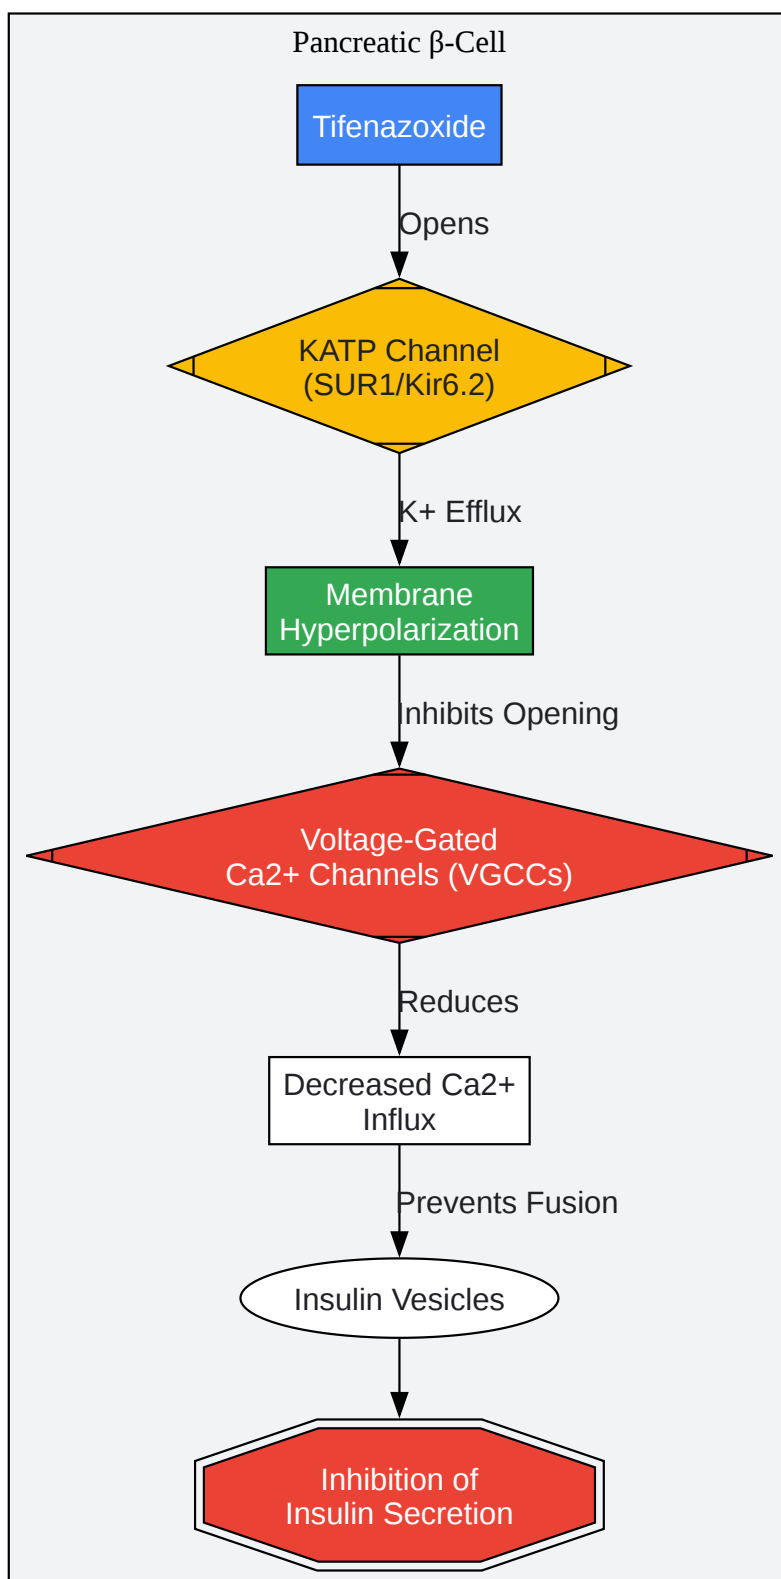 Pancreatic β-Cell
Tifenazoxide
Opens
KATP Channel
(SUR1/Kir6.2)
K+ Efflux
Membrane
Hyperpolarization
Inhibits Opening
Voltage-Gated
Ca2+ Channels (VGCCs)
Reduces
Decreased Ca2+
Influx
Prevents Fusion
Insulin Vesicles
Inhibition of
Insulin Secretion